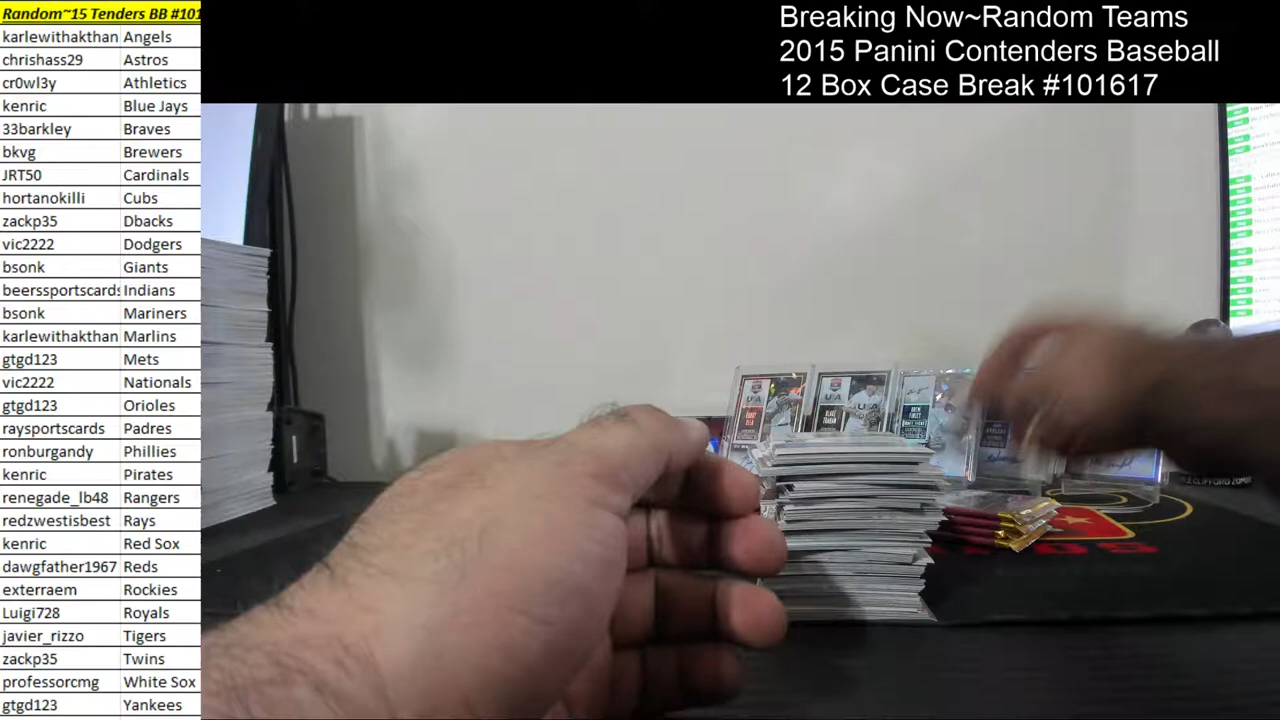 Random~15 Tenders BB #101
karlewithakthan Angels
chrishass29 Astros
cr0wl3y Athletics
kenric Blue Jays
33barkley Braves
bkvg Brewers
JRT50 Cardinals
hortanokilli Cubs
zackp35 Dbacks
vic2222 Dodgers
bsonk Giants
beerssportscards Indians
bsonk Mariners
karlewithakthan Marlins
gtgd123 Mets
vic2222 Nationals
gtgd123 Orioles
raysportcards Padres
ronburgandy Phillies
kenric Pirates
renegade_lb48 Rangers
redzwestisbest Rays
kenric Red Sox
dawgfather1967 Reds
exterraem Rockies
Luigi728 Royals
javier_rizzo Tigers
zackp35 Twins
professorcmg White Sox
gtgd123 Yankees
Breaking Now~Random Teams
2015 Panini Contenders Baseball
12 Box Case Break #101617
USA
USA